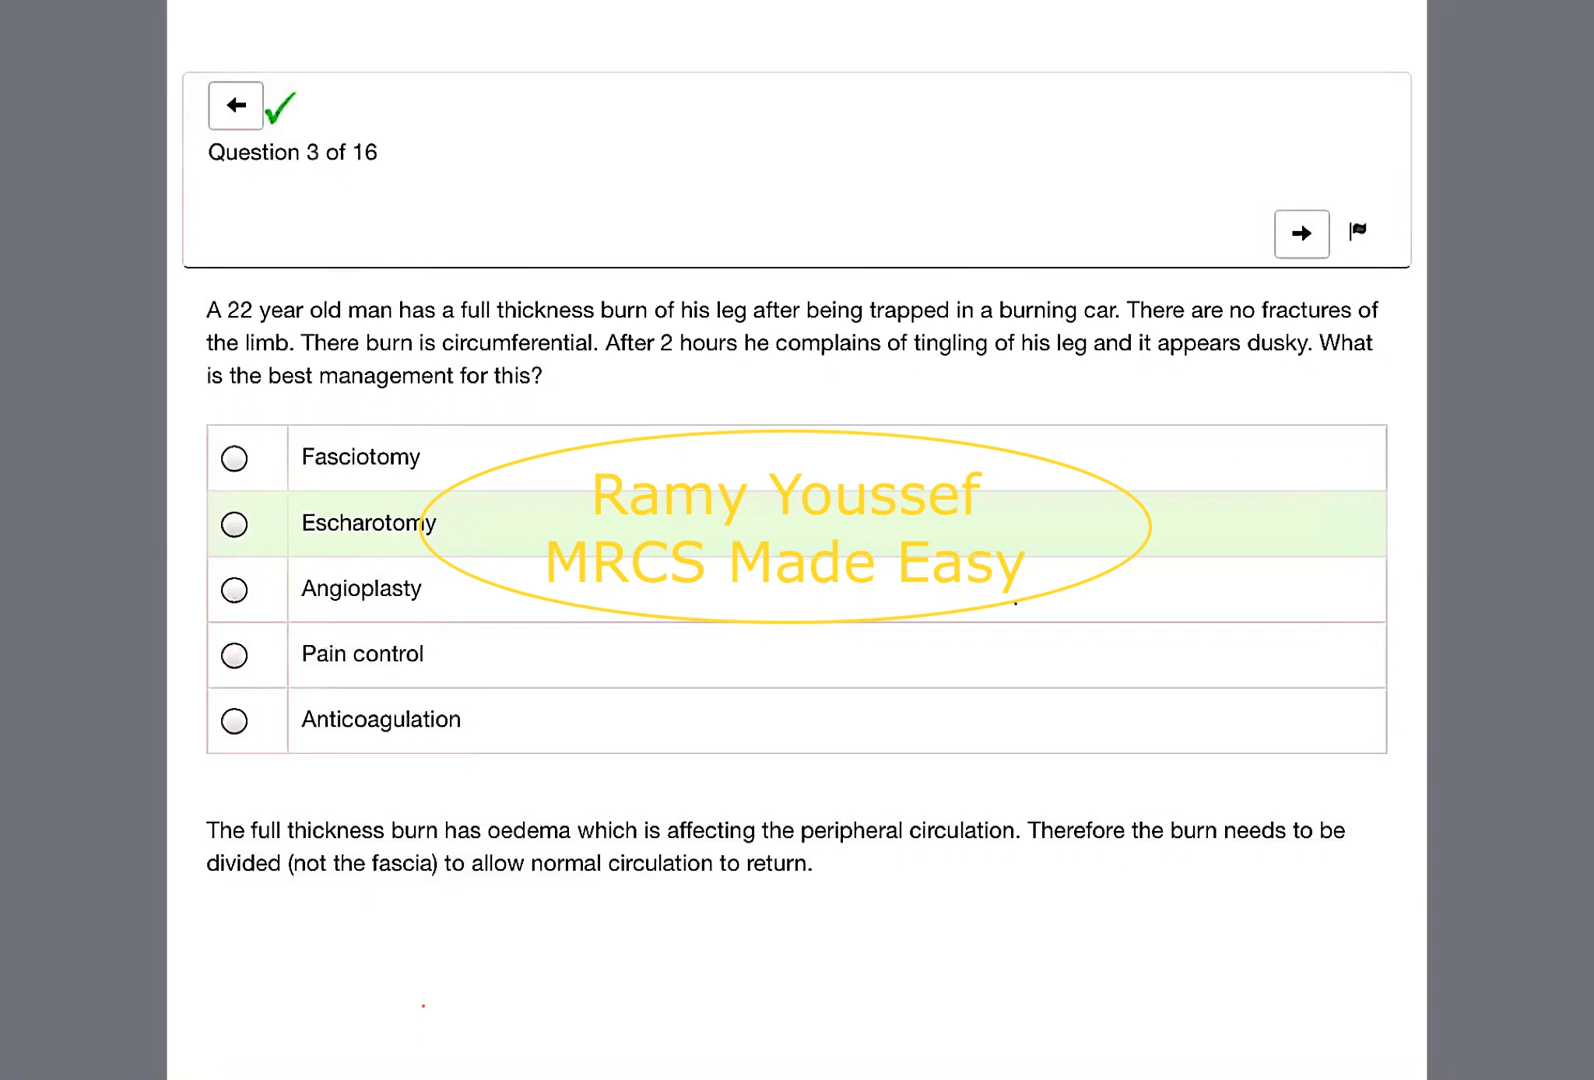 Question 3 of 16
A 22 year old man has a full thickness burn of his leg after being trapped in a burning car. There are no fractures of
the limb. There burn is circumferential. After 2 hours he complains of tingling of his leg and it appears dusky. What
is the best management for this?
Fasciotomy
Escharotomy
Angioplasty
Pain control
Anticoagulation
Ramy Youssef
MRCS Made Easy
The full thickness burn has oedema which is affecting the peripheral circulation. Therefore the burn needs to be
divided (not the fascia) to allow normal circulation to return.